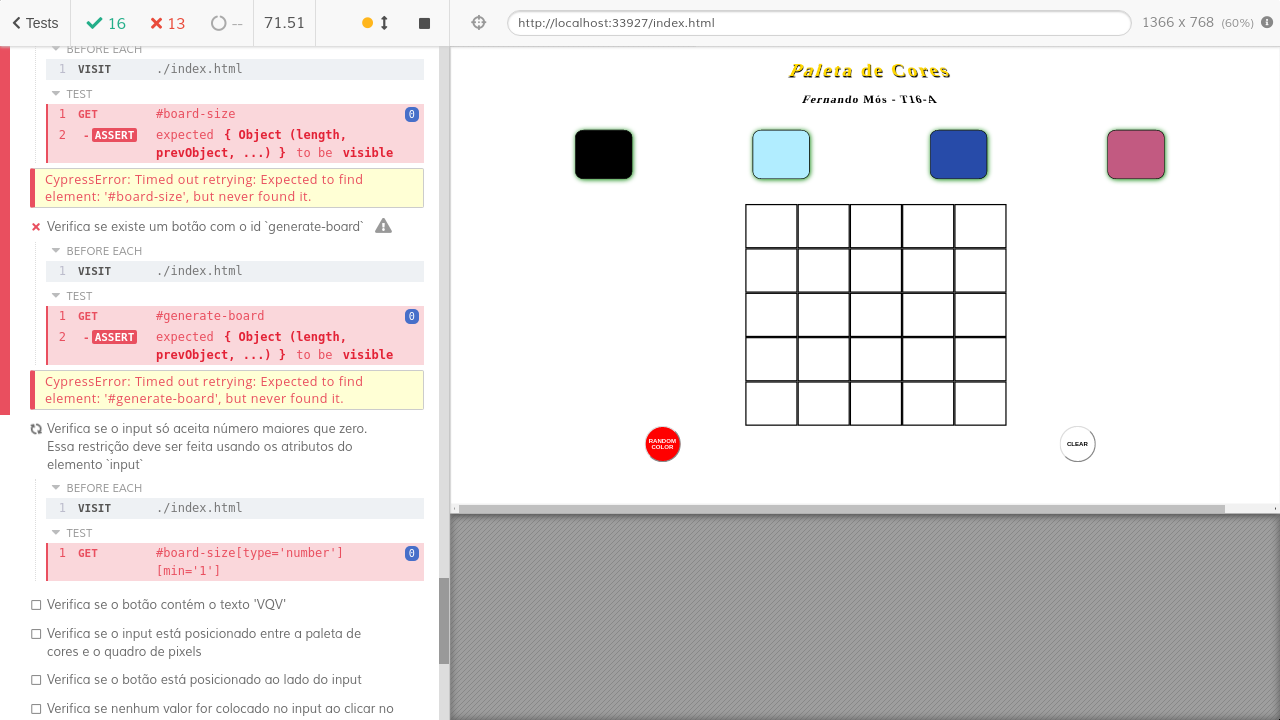 Tests
16
13
--
71.51
BEFORE EACH
1 VISIT ./index.html
TEST
1 GET #board-size 0
2 -ASSERT expected { Object (length,
prevObject, ...) } to be visible
CypressError: Timed out retrying: Expected to find
element: '#board-size', but never found it.
Verifica se existe um botão com o id `generate-board`
BEFORE EACH
1 VISIT ./index.html
TEST
1 GET #generate-board 0
2 -ASSERT expected { Object (length,
prevObject, ...) } to be visible
CypressError: Timed out retrying: Expected to find
element: '#generate-board', but never found it.
Verifica se o input só aceita número maiores que zero.
Essa restrição deve ser feita usando os atributos do
elemento `input`
BEFORE EACH
1 VISIT ./index.html
TEST
1 GET #board-size[type='number'] 0
[min='1']
Verifica se o botão contém o texto 'VQV'
Verifica se o input está posicionado entre a paleta de
cores e o quadro de pixels
Verifica se o botão está posicionado ao lado do input
Verifica se nenhum valor for colocado no input ao clicar no
http://localhost:33927/index.html
1366 x 768 (60%)
Paleta de Cores
Fernando Mós - T16-A
RANDOM
COLOR
CLEAR